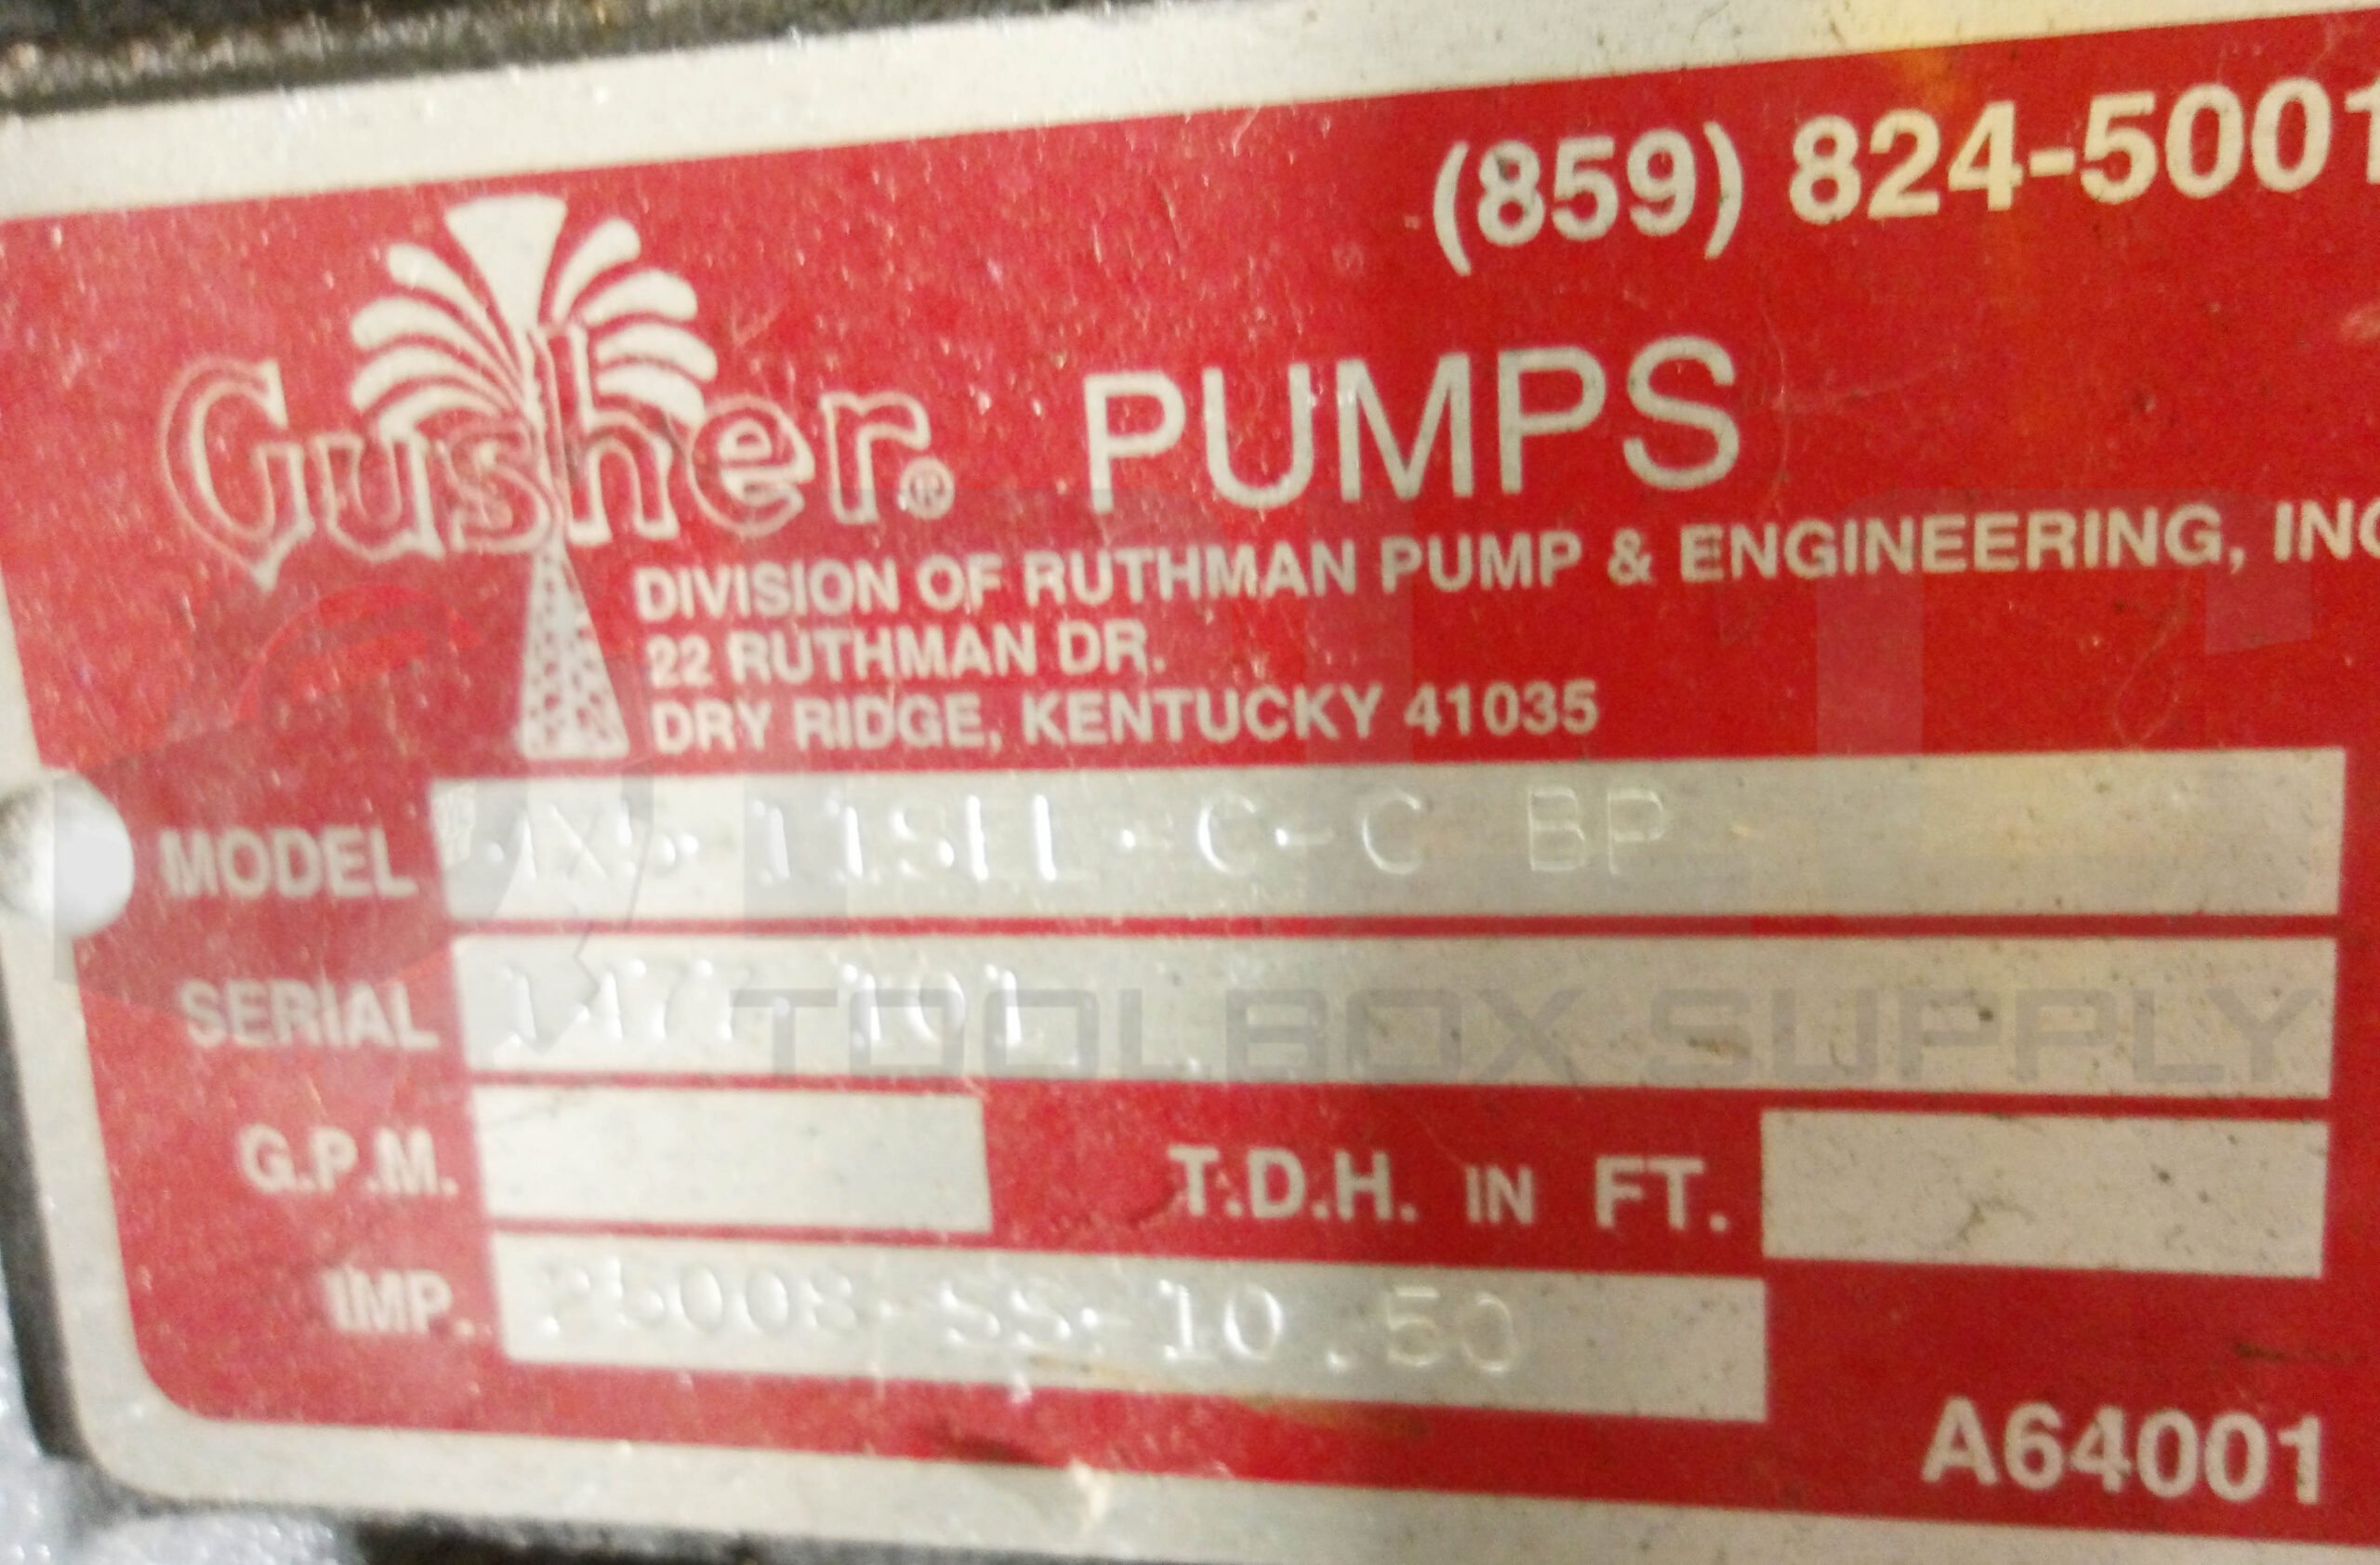 (859) 824-5001
Gusher® PUMPS
DIVISION OF RUTHMAN PUMP & ENGINEERING, INC
22 RUTHMAN DR.
DRY RIDGE, KENTUCKY 41035
MODEL -C-C BP
SERIAL
TOOLBOX SUPPLY
G.P.M. T.D.H. IN FT.
IMP.
A64001